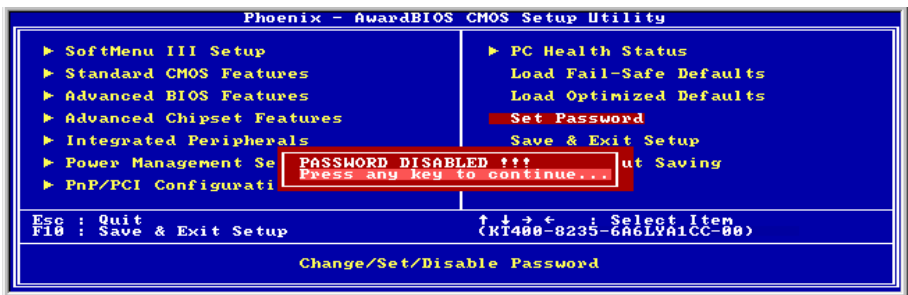 Phoenix - AwardBIOS CMOS Setup Utility
► SoftMenu III Setup
► Standard CMOS Features
► Advanced BIOS Features
► Advanced Chipset Features
► Integrated Peripherals
► Power Management Se
► PnP/PCI Configurati
► PC Health Status
Load Fail-Safe Defaults
Load Optimized Defaults
Set Password
Save & Exit Setup
ut Saving
PASSWORD DISABLED !!!
Press any key to continue...
Esc : Quit
F10 : Save & Exit Setup
↑ ↓ → ← : Select Item
(KT400-8235-6A6LYA1CC-00)
Change/Set/Disable Password